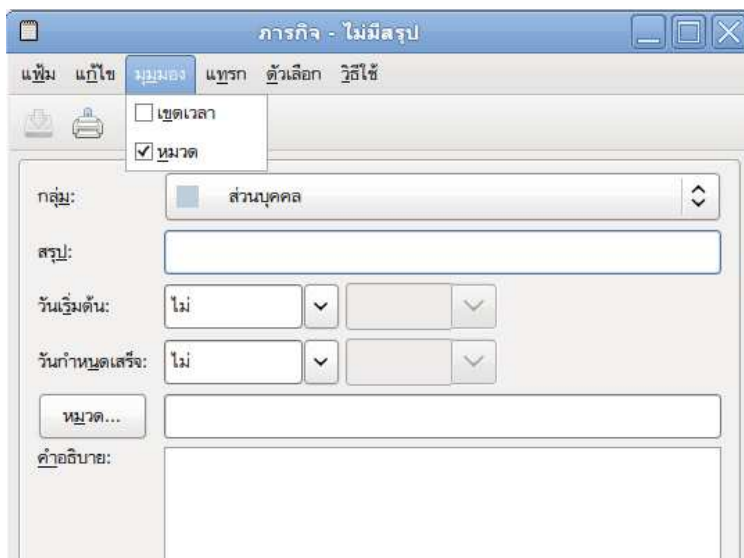 ภารกิจ - ไม่มีสรุป
แฟ้ม แก้ไข มุมมอง แทรก ตัวเลือก วิธีใช้
เขตเวลา
หมวด
กลุ่ม: ส่วนบุคคล
สรุป:
วันเริ่มต้น: ไม่
วันกำหนดเสร็จ: ไม่
หมวด...
คำอธิบาย: